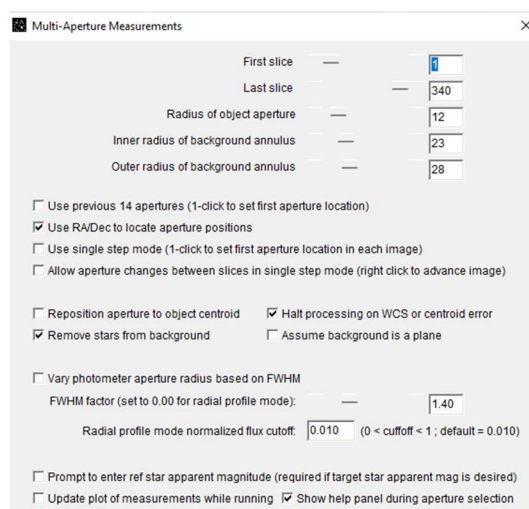 Multi-Aperture Measurements
First slice 1
Last slice 340
Radius of object aperture 12
Inner radius of background annulus 23
Outer radius of background annulus 28
Use previous 14 apertures (1-click to set first aperture location)
Use RA/Dec to locate aperture positions
Use single step mode (1-click to set first aperture location in each image)
Allow aperture changes between slices in single step mode (right click to advance image)
Reposition aperture to object centroid Halt processing on WCS or centroid error
Remove stars from background Assume background is a plane
Vary photometer aperture radius based on FWHM
FWHM factor (set to 0.00 for radial profile mode): 1.40
Radial profile mode normalized flux cutoff: 0.010 (0 < cuffoff < 1 ; default = 0.010)
Prompt to enter ref star apparent magnitude (required if target star apparent mag is desired)
Update plot of measurements while running Show help panel during aperture selection